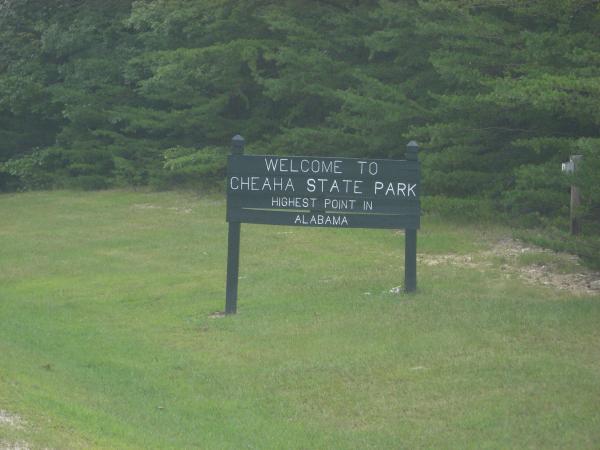 WELCOME TO
CHEAHA STATE PARK
HIGHEST POINT IN
ALABAMA